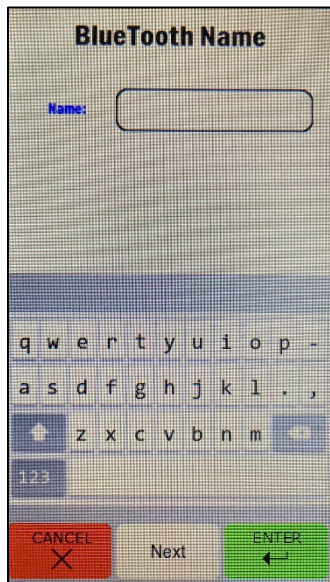 BlueTooth Name
Name:
q w e r t y u i o p -
a s d f g h j k l . ,
z x c v b n m
123
CANCEL Next ENTER